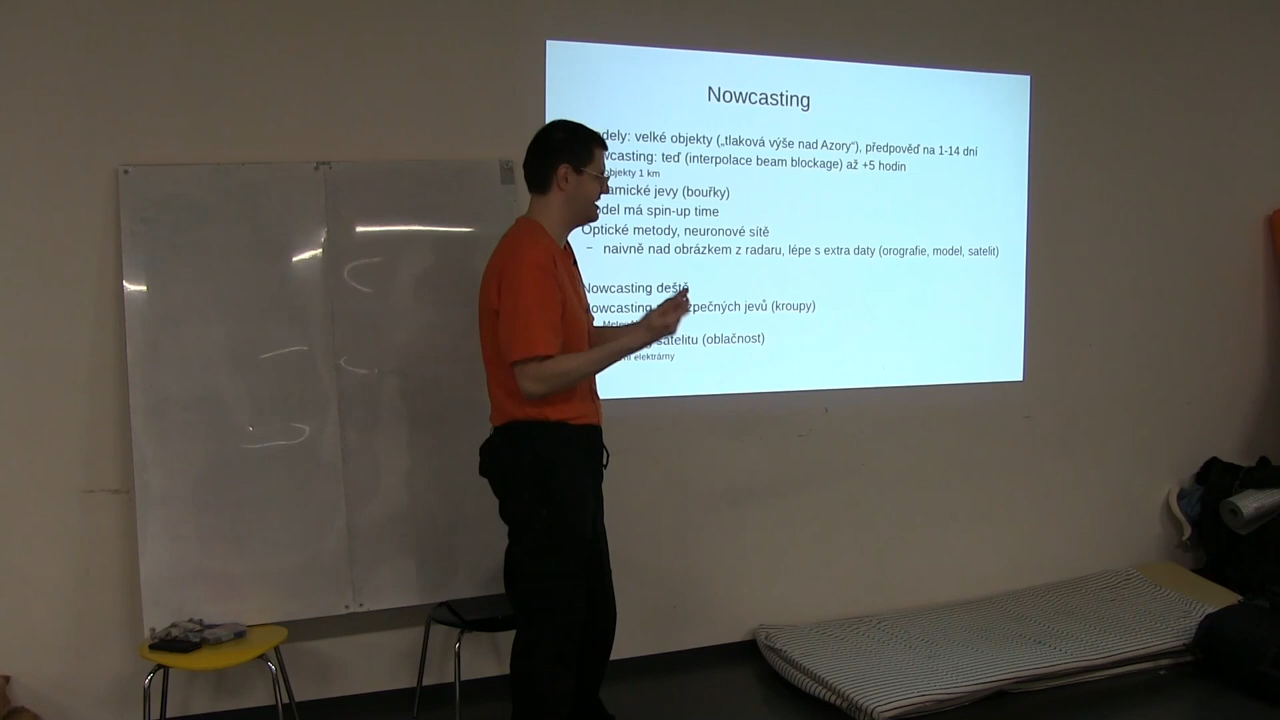 Nowcasting
dely: velké objekty („tlaková výše nad Azory“), předpověď na 1-14 dní
wcasting: teď (interpolace beam blockage) až +5 hodin
objekty 1 km
amické jevy (bouřky)
del má spin-up time
Optické metody, neuronové sítě
– naivně nad obrázkem z radaru, lépe s extra daty (orografie, model, satelit)
Nowcasting deště
Nowcasting zpečných jevů (kroupy)
satelitu (oblačnost)
elektrárny